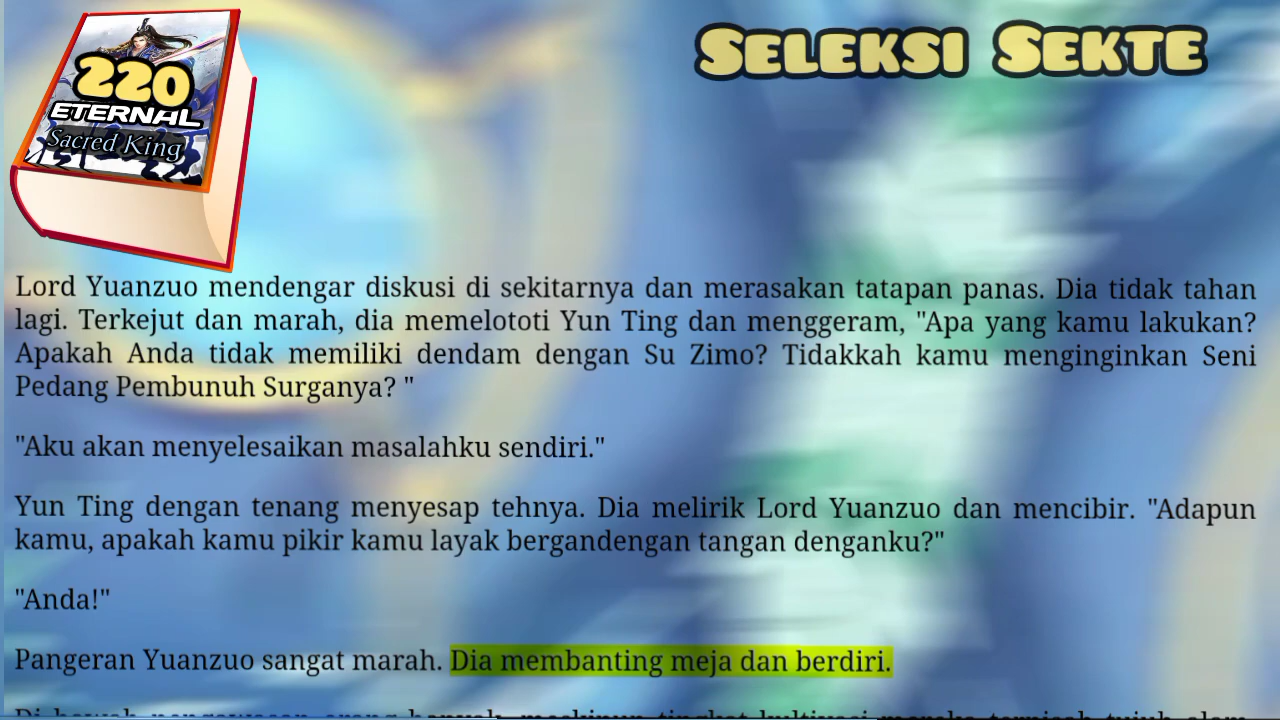 220
ETERNAL
Sacred King
SELEKSI SEKTE
Lord Yuanzuo mendengar diskusi di sekitarnya dan merasakan tatapan panas. Dia tidak tahan
lagi. Terkejut dan marah, dia memelototi Yun Ting dan menggeram, "Apa yang kamu lakukan?
Apakah Anda tidak memiliki dendam dengan Su Zimo? Tidakkah kamu menginginkan Seni
Pedang Pembunuh Surganya? "
"Aku akan menyelesaikan masalahku sendiri."
Yun Ting dengan tenang menyesap tehnya. Dia melirik Lord Yuanzuo dan mencibir. "Adapun
kamu, apakah kamu pikir kamu layak bergandengan tangan denganku?"
"Anda!"
Pangeran Yuanzuo sangat marah. Dia membanting meja dan berdiri.